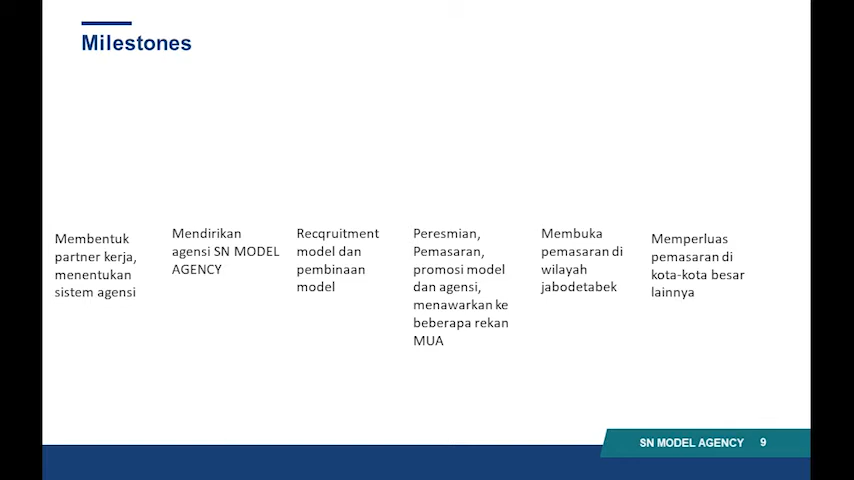 Milestones
Membentuk
partner kerja,
menentukan
sistem agensi
Mendirikan
agensi SN MODEL
AGENCY
Recqruitment
model dan
pembinaan
model
Peresmian,
Pemasaran,
promosi model
dan agensi,
menawarkan ke
beberapa rekan
MUA
Membuka
pemasaran di
wilayah
jabodetabek
Memperluas
pemasaran di
kota-kota besar
lainnya
SN MODEL AGENCY 9